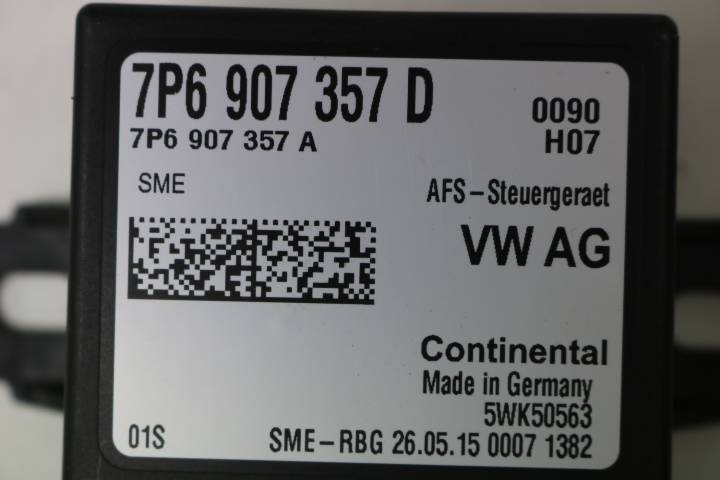 7P6 907 357 D
0090
7P6 907 357 A
H07
SME
AFS-Steuergeraet
VW AG
Continental
Made in Germany
5WK50563
01S
SME-RBG 26.05.15 0007 1382